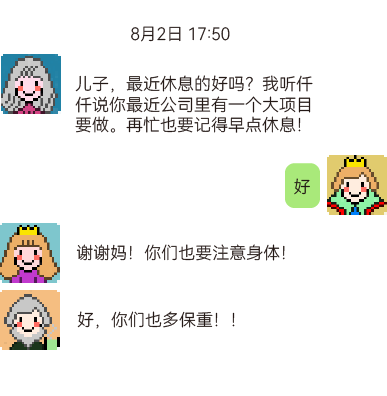 8月2日 17:50
儿子，最近休息的好吗？我听仟
仟说你最近公司里有一个大项目
要做。再忙也要记得早点休息！
好
谢谢妈！你们也要注意身体！
好，你们也多保重！！